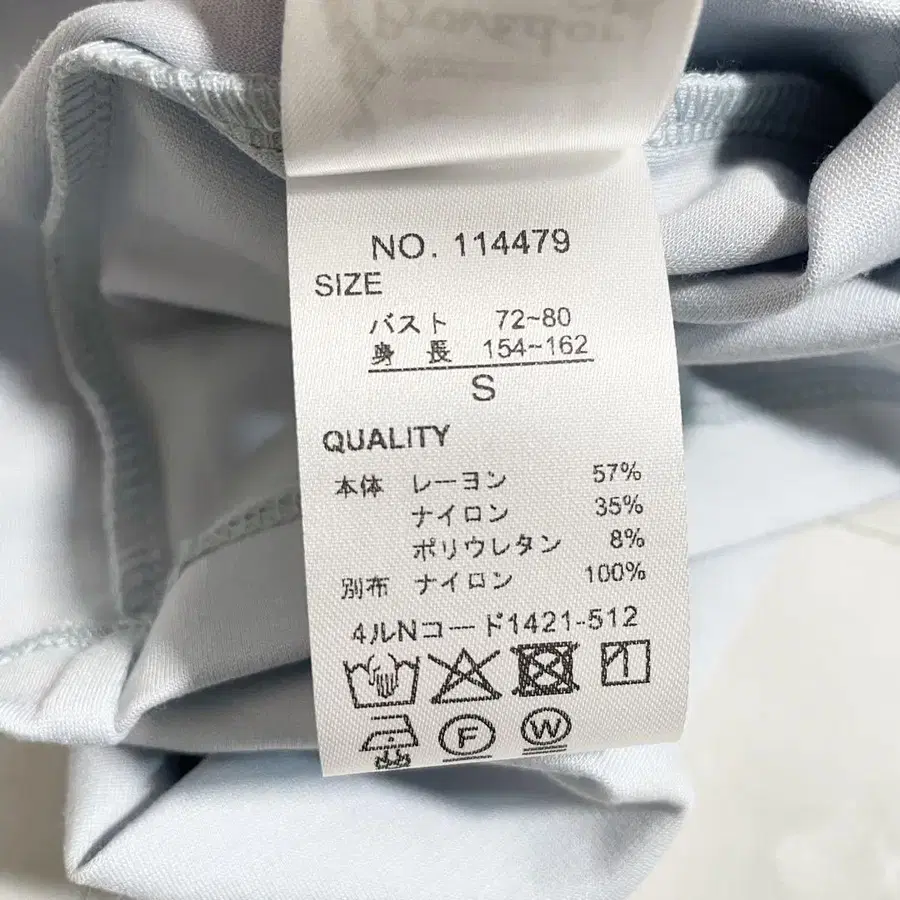 NO. 114479
SIZE
バスト 72~80
身 長 154~162
S
QUALITY
本体 レーヨン 57%
ナイロン 35%
ポリウレタン 8%
別布 ナイロン 100%
4ルNコード1421-512
F W